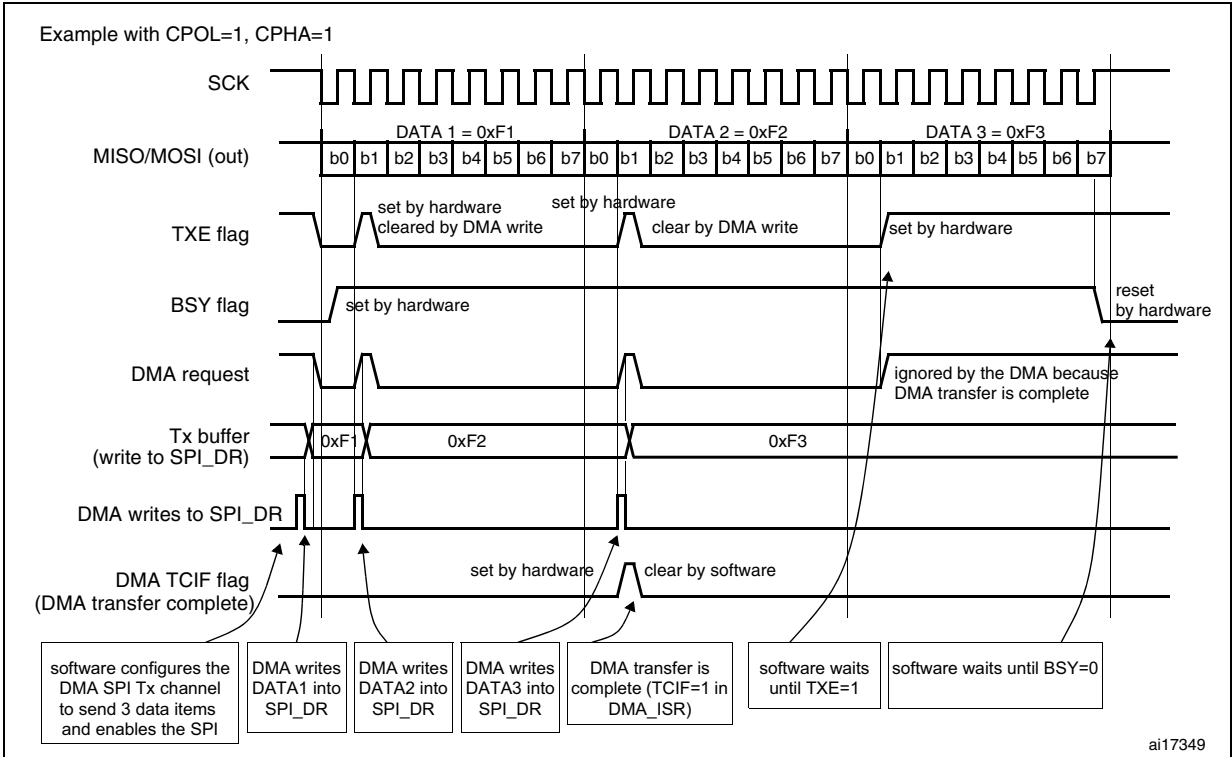 Example with CPOL=1, CPHA=1
SCK
DATA 1 = 0xF1
DATA 2 = 0xF2
DATA 3 = 0xF3
MISO/MOSI (out)
b0 b1 b2 b3 b4 b5 b6 b7 b0 b1 b2 b3 b4 b5 b6 b7 b0 b1 b2 b3 b4 b5 b6 b7
TXE flag
set by hardware
cleared by DMA write
set by hardware
clear by DMA write
set by hardware
BSY flag
set by hardware
reset
by hardware
DMA request
ignored by the DMA because
DMA transfer is complete
Tx buffer
(write to SPI_DR)
0xF1
0xF2
0xF3
DMA writes to SPI_DR
DMA TCIF flag
(DMA transfer complete)
set by hardware
clear by software
software configures the
DMA SPI Tx channel
to send 3 data items
and enables the SPI
DMA writes
DATA1 into
SPI_DR
DMA writes
DATA2 into
SPI_DR
DMA writes
DATA3 into
SPI_DR
DMA transfer is
complete (TCIF=1 in
DMA_ISR)
software waits
until TXE=1
software waits until BSY=0
ai17349